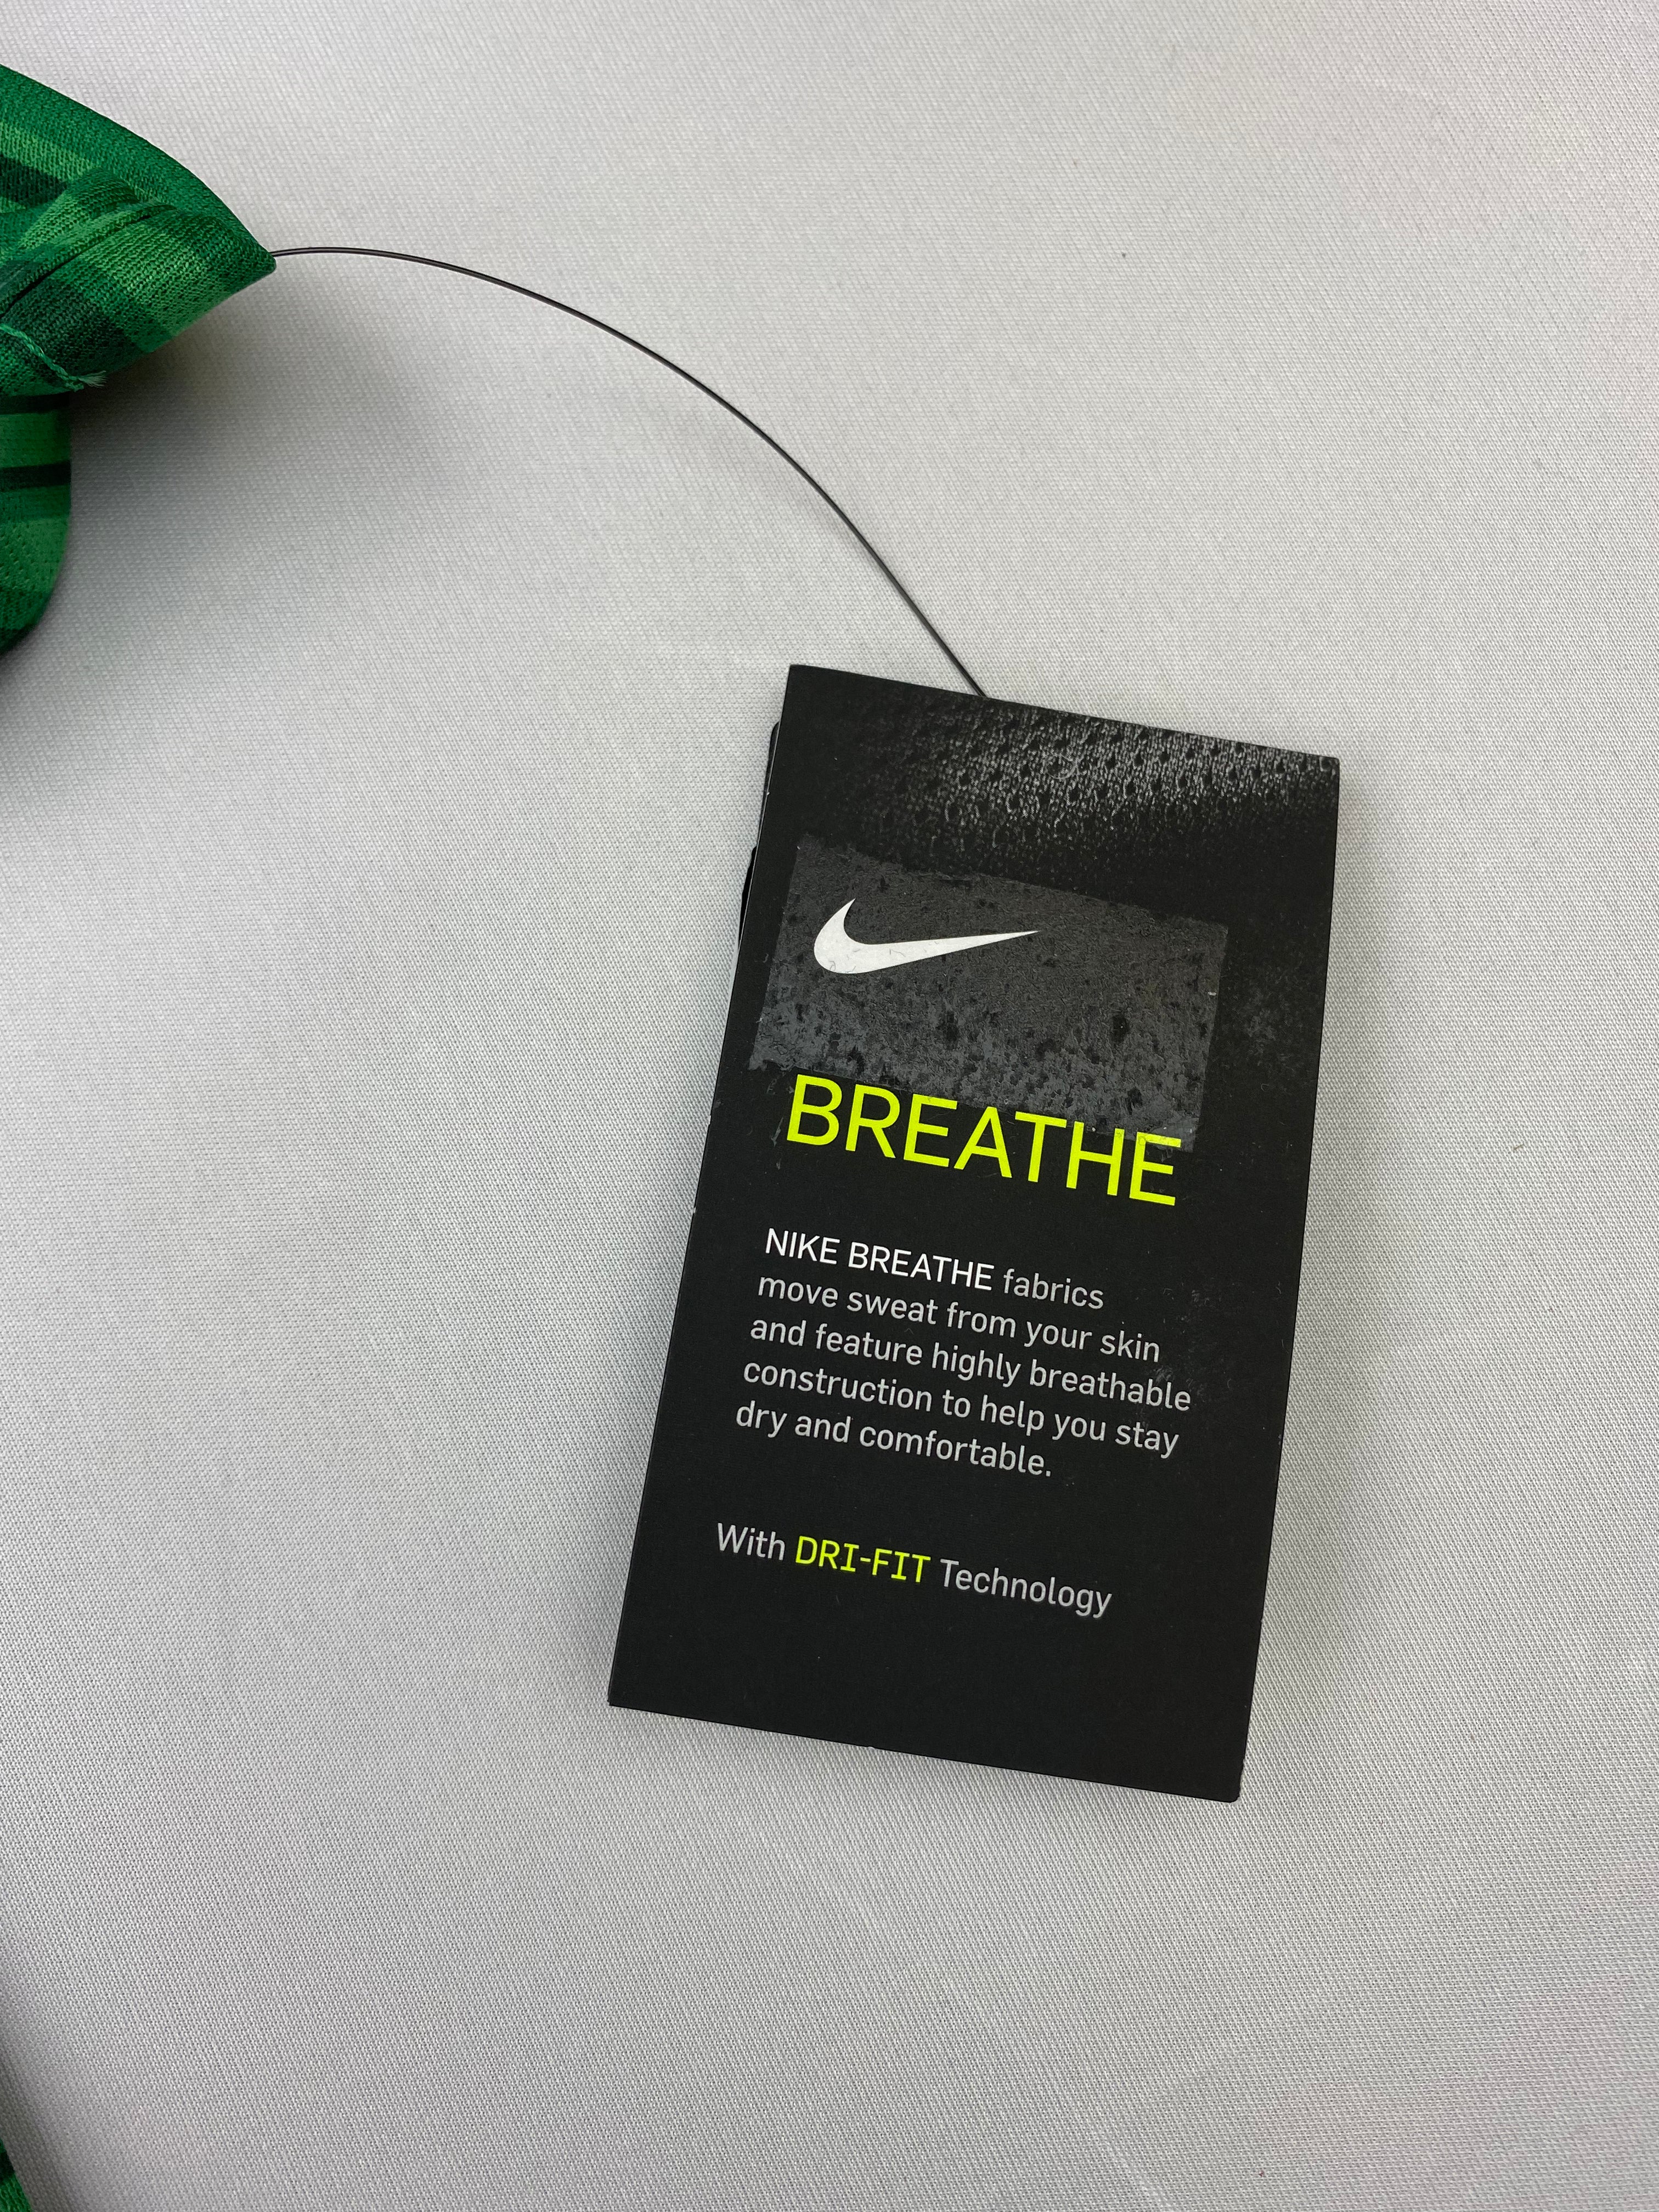 BREATHE
NIKE BREATHE fabrics
move sweat from your skin
and feature highly breathable
construction to help you stay
dry and comfortable.
With DRI-FIT Technology